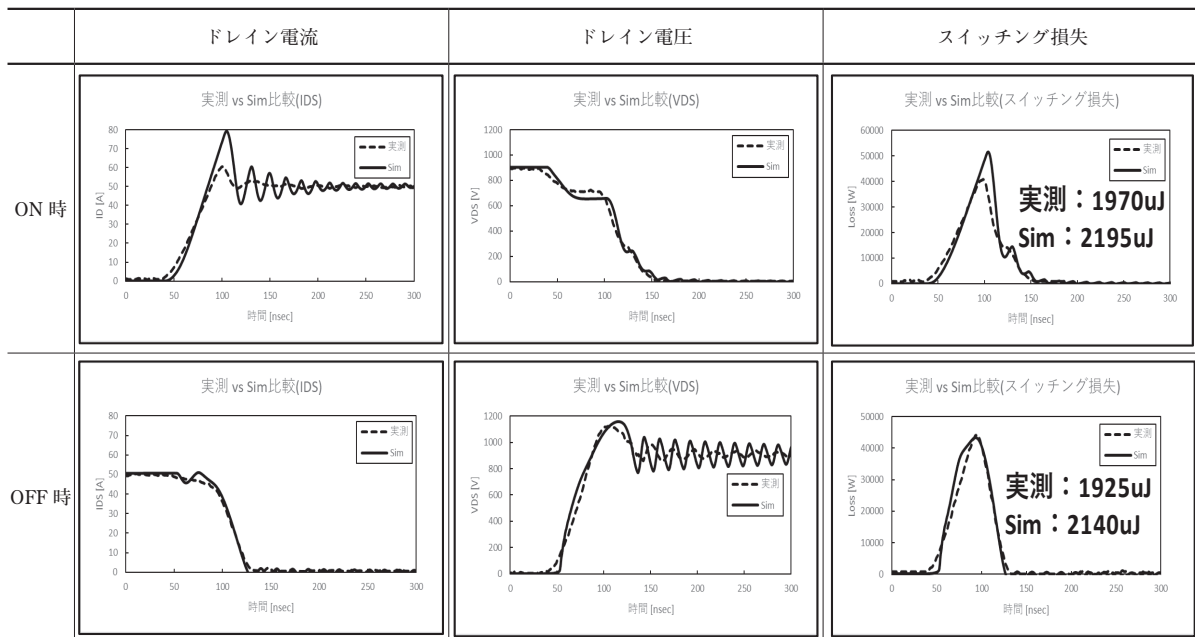 ドレイン電流
ドレイン電圧
スイッチング損失
ON 時
実測 vs Sim比較(IDS)
80
70
60
50
40
30
20
10
0
ID [A]
実測
Sim
0 50 100 150 200 250 300
時間 [nsec]
実測 vs Sim比較(VDS)
1200
1000
800
600
400
200
0
VDS [V]
実測
Sim
0 50 100 150 200 250 300
時間 [nsec]
実測 vs Sim比較(スイッチング損失)
60000
50000
40000
30000
20000
10000
0
Loss [W]
実測
Sim
実測：1970uJ
Sim：2195uJ
0 50 100 150 200 250 300
時間 [nsec]
OFF 時
実測 vs Sim比較(IDS)
80
70
60
50
40
30
20
10
0
IDS [A]
実測
Sim
0 50 100 150 200 250 300
時間 [nsec]
実測 vs Sim比較(VDS)
1200
1000
800
600
400
200
0
VDS [V]
実測
Sim
0 50 100 150 200 250 300
時間 [nsec]
実測 vs Sim比較(スイッチング損失)
50000
40000
30000
20000
10000
0
Loss [W]
実測
Sim
実測：1925uJ
Sim：2140uJ
0 50 100 150 200 250 300
時間 [nsec]